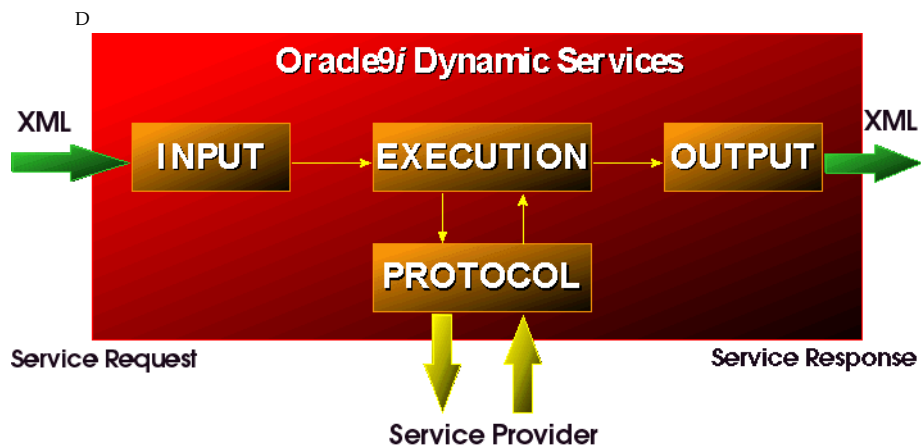 D
Oracle9i Dynamic Services
XML
XML
INPUT
EXECUTION
OUTPUT
PROTOCOL
Service Request
Service Response
Service Provider